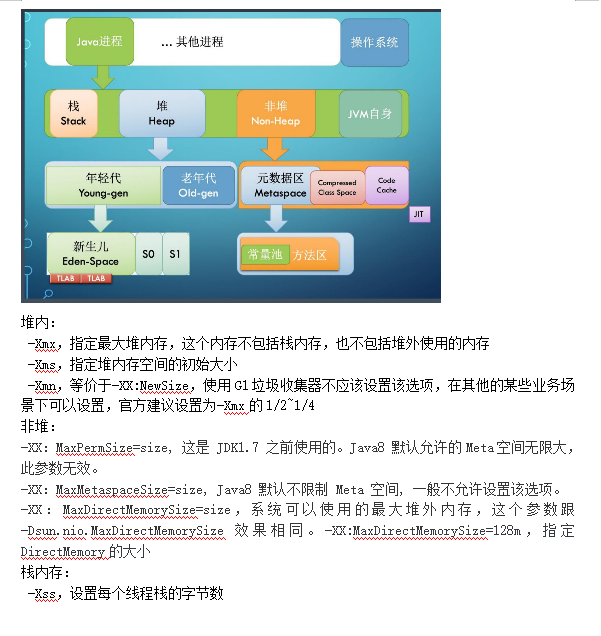 Java进程
... 其他进程
操作系统
栈
Stack
堆
Heap
非堆
Non-Heap
JVM自身
年轻代
Young-gen
老年代
Old-gen
元数据区
Metaspace
Compressed
Class Space
Code
Cache
JIT
新生儿
Eden-Space
S0
S1
TLAB
TLAB
常量池
方法区
堆内：
-Xmx，指定最大堆内存，这个内存不包括栈内存，也不包括堆外使用的内存
-Xms，指定堆内存空间的初始大小
-Xmn，等价于-XX:NewSize，使用G1垃圾收集器不应该设置该选项，在其他的某些业务场
景下可以设置，官方建议设置为-Xmx的1/2~1/4
非堆：
-XX：MaxPermSize=size, 这是 JDK1.7 之前使用的。Java8 默认允许的Meta空间无限大，
此参数无效。
-XX：MaxMetaspaceSize=size, Java8 默认不限制 Meta 空间, 一般不允许设置该选项。
-XX：MaxDirectMemorySize=size，系统可以使用的最大堆外内存，这个参数跟
-Dsun.nio.MaxDirectMemorySize 效果相同。-XX:MaxDirectMemorySize=128m，指定
DirectMemory的大小
栈内存：
-Xss，设置每个线程栈的字节数